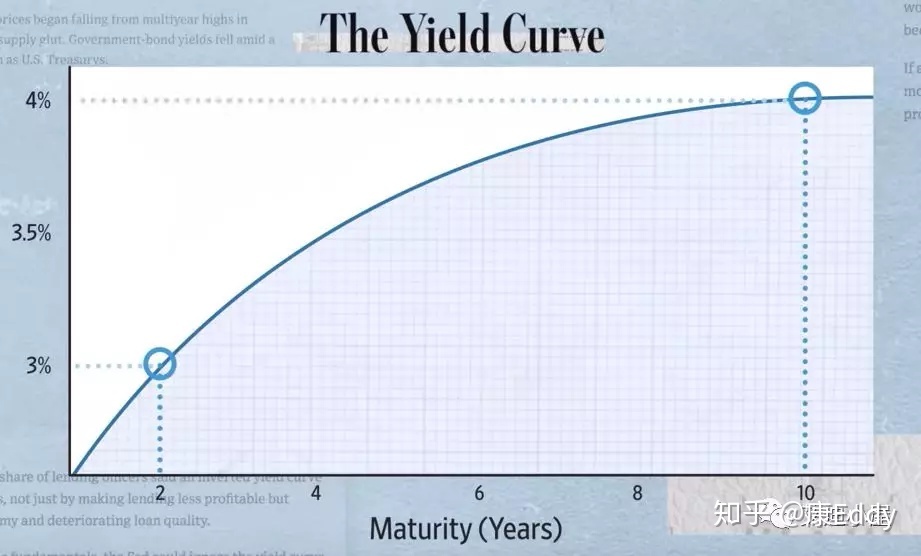 prices began falling from multiyear highs in
supply glut. Government-bond yields fell amid a
as U.S. Treasurys.
The Yield Curve
If
4%
3.5%
3%
2
4
6
8
10
Maturity (Years)
share of lending officers said an inverted yield curve
s, not just by making lending less profitable but
my and deteriorating loan quality.
知乎